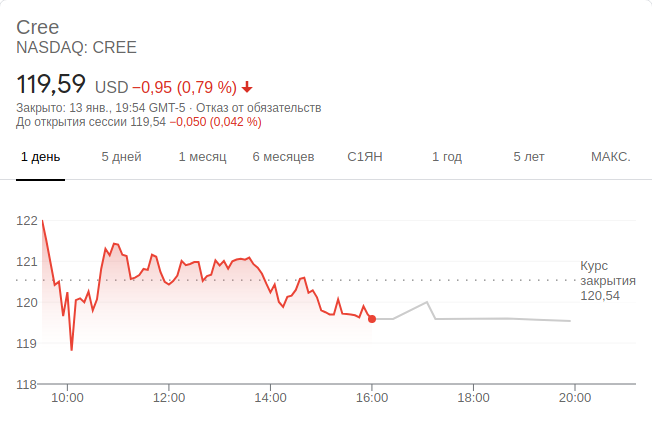 Cree
NASDAQ: CREE
119,59 USD −0,95 (0,79 %)
Закрыто: 13 янв., 19:54 GMT-5 · Отказ от обязательств
До открытия сессии 119,54 −0,050 (0,042 %)
1 день 5 дней 1 месяц 6 месяцев С1ЯН 1 год 5 лет МАКС.
122
121
120
119
118
Курс
закрытия
120,54
10:00 12:00 14:00 16:00 18:00 20:00